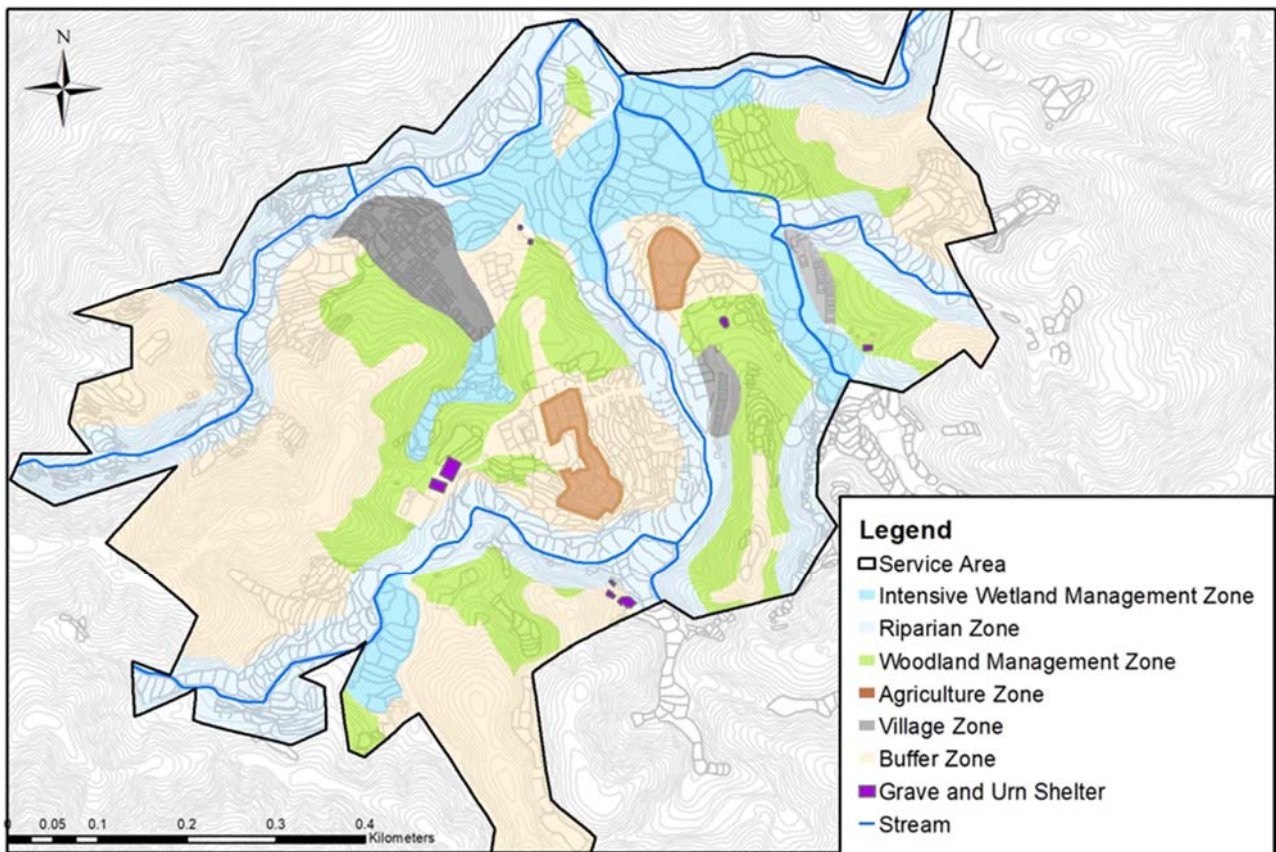 N
Legend
Service Area
Intensive Wetland Management Zone
Riparian Zone
Woodland Management Zone
Agriculture Zone
Village Zone
Buffer Zone
Grave and Urn Shelter
Stream
0 0.05 0.1 0.2 0.3 0.4
Kilometers